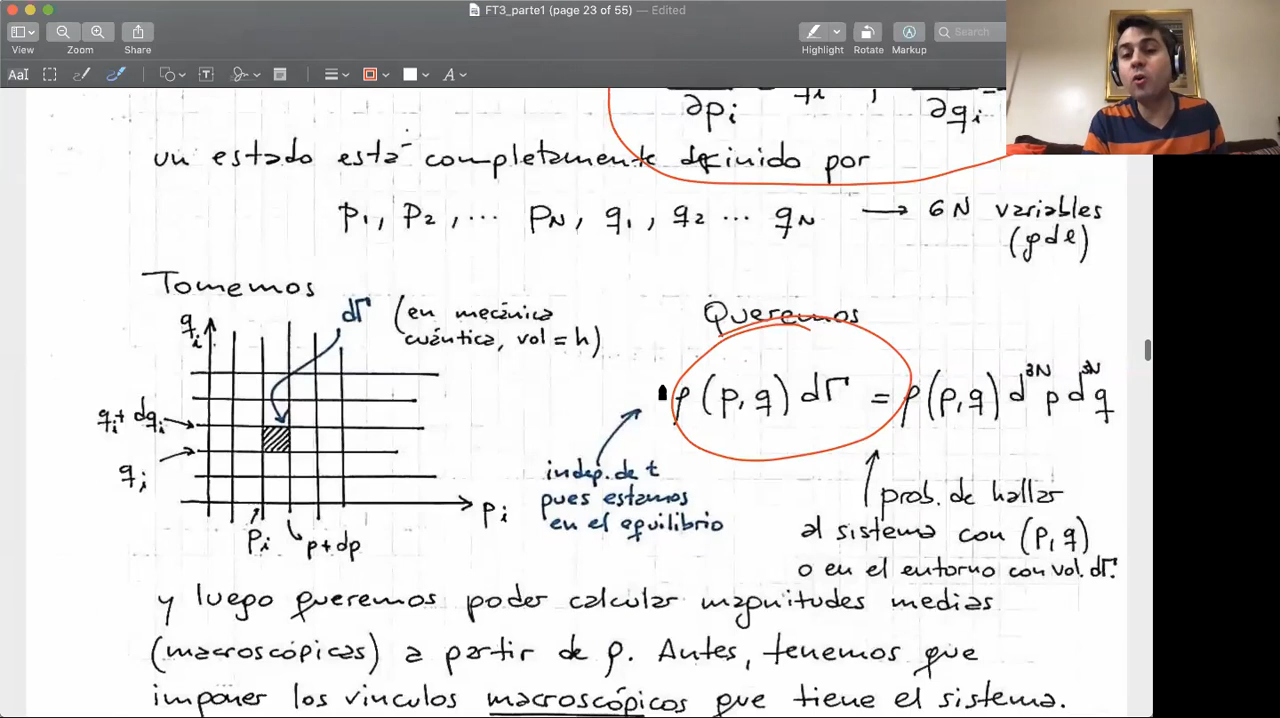 FT3_parte1 (page 23 of 55) — Edited
View Zoom Share Highlight Rotate Markup Search
AaI T A
∂pᵢ ; ∂qᵢ
un estado está completamente definido por
p₁, p₂, ... p_N, q₁, q₂ ... q_N → 6N variables
(gdl)
Tomemos
qᵢ
dΓ (en mecánica
cuántica, vol = h)
qᵢ + dqᵢ
qᵢ
pᵢ
pᵢ
p + dp
Queremos
ρ(p,q) dΓ = ρ(p,q) d³ᴺp d³ᴺq
indep. de t
pues estamos
en el equilibrio
prob. de hallar
al sistema con (p,q)
o en el entorno con vol. dΓ.
y luego queremos poder calcular magnitudes medias
(macroscópicas) a partir de ρ. Antes, tenemos que
imponer los vínculos macroscópicos que tiene el sistema.